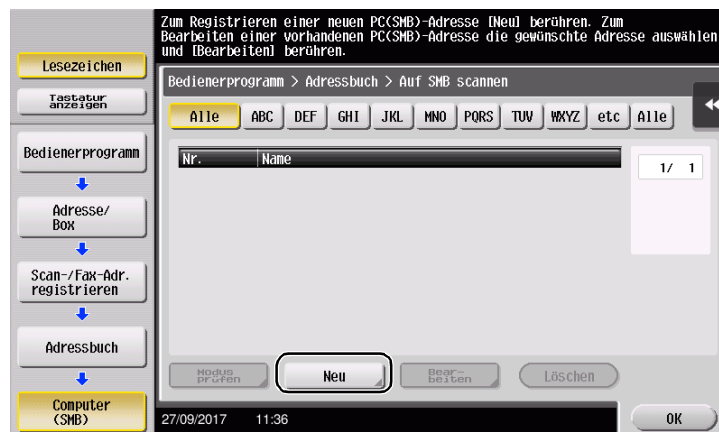 Zum Registrieren einer neuen PC(SMB)-Adresse [Neu] berühren. Zum
Bearbeiten einer vorhandenen PC(SMB)-Adresse die gewünschte Adresse auswählen
und [Bearbeiten] berühren.
Lesezeichen
Tastatur
anzeigen
Bedienerprogramm
Adresse/
Box
Scan-/Fax-Adr.
registrieren
Adressbuch
Computer
(SMB)
Bedienerprogramm > Adressbuch > Auf SMB scannen
Alle ABC DEF GHI JKL MNO PQRS TUV WXYZ etc Alle
Nr. Name
1/ 1
Modus
prüfen
Neu
Bear-
beiten
Löschen
27/09/2017 11:36
OK